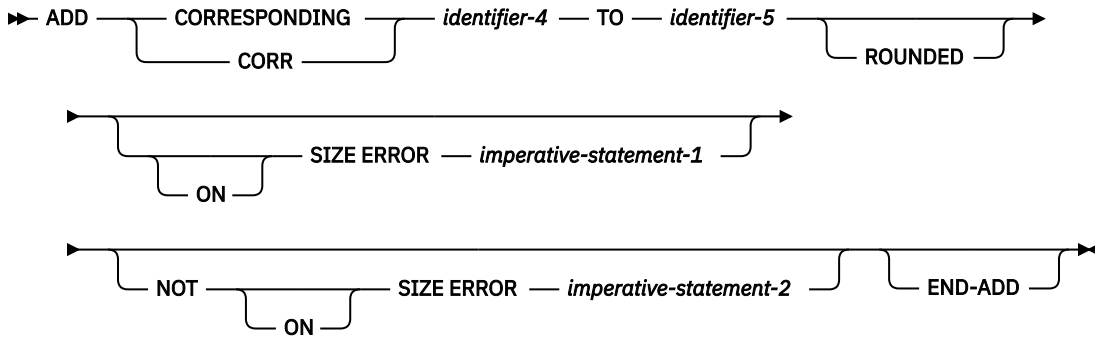 ADD CORRESPONDING identifier-4 TO identifier-5
CORR ROUNDED
SIZE ERROR imperative-statement-1
ON
NOT SIZE ERROR imperative-statement-2 END-ADD
ON